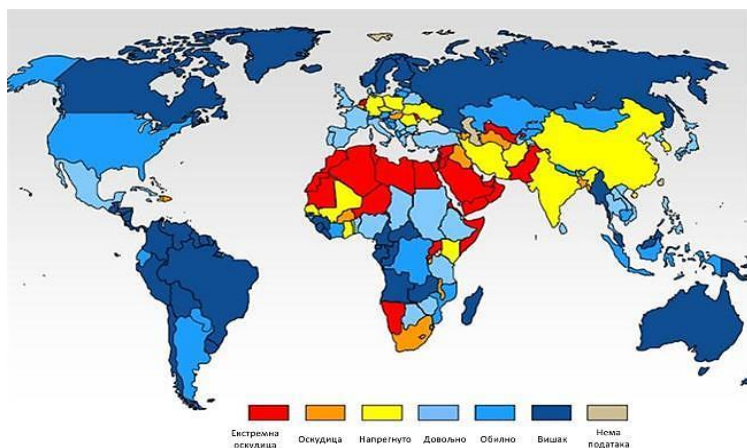 Екстремна
оскудица
Оскудица
Напрегнуто
Довољно
Обилно
Вишак
Нема
података